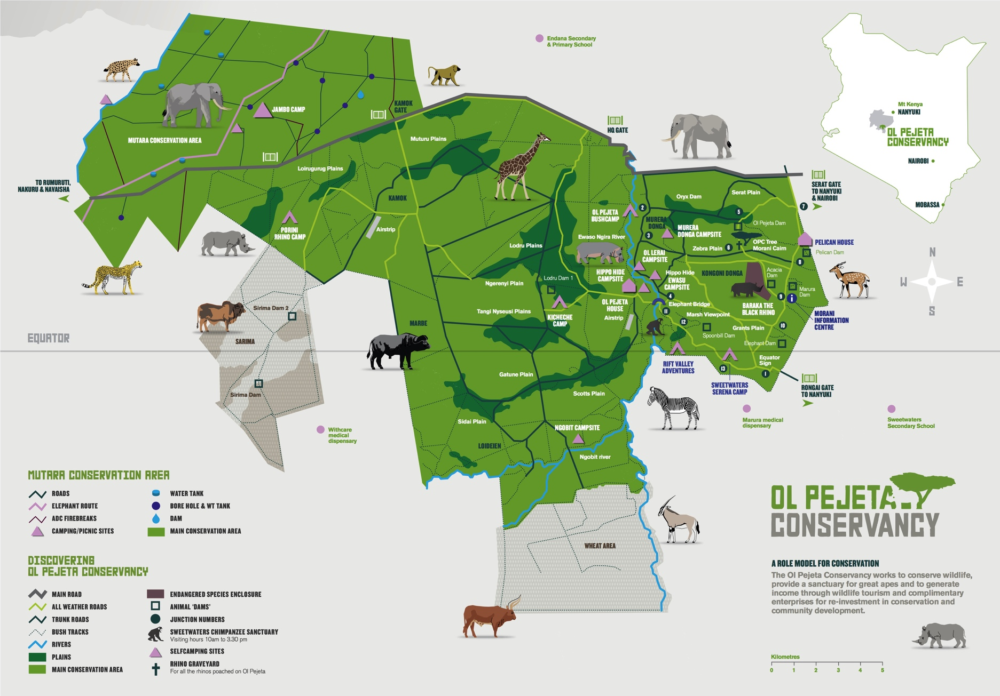 Endana Secondary
& Primary School
KAMOK
GATE
JAMBO CAMP
MUTARA CONSERVATION AREA
HQ GATE
Mt Kenya
NANYUKI
OL PEJETA
CONSERVANCY
NAIROBI
MOBASSA
Muturu Plains
Loirugurug Plains
TO RUMURUTI,
NAKURU & NAVAISHA
KAMOK
SERAT GATE
TO NANYUKI
& NAIROBI
Serat Plain
Oryx Dam
7
2
5
OL PEJETA
BUSHCAMP
MURERA
DONGA
Ol Pejeta Dam
PORINI
RHINO CAMP
Airstrip
MURERA
DONGA CAMPSITE
3
Ewaso Ngira River
OPC Tree
Morani Cairn
PELICAN HOUSE
Lodru Plains
Zebra Plain
6
Pelican Dam
OL LERAI
CAMPSITE
8
N
W
E
S
HIPPO HIDE
CAMPSITE
Hippo Hide
EWASU
CAMPSITE
KONGONI DONGA
Acacia
Dam
Lodru Dam 1
Ngerenyi Plain
Marura
Dam
4
9
i
OL PEJETA
HOUSE
Elephant Bridge
BARAKA THE
BLACK RHINO
Sirima Dam 2
Tangi Nyseusi Plains
KICHECHE
CAMP
Airstrip
11
Marsh Viewpoint
MORANI
INFORMATION
CENTRE
MARBE
12
Grants Plain
10
Spoonbill Dam
EQUATOR
SARIMA
Elephant Dam
Equator
Sign
RIFT VALLEY
ADVENTURES
13
1
Gatune Plain
SWEETWATERS
SERENA CAMP
RONGAI GATE
TO NANYUKI
Sirima Dam
Scotts Plain
Sidai Plain
Marura medical
dispensary
Sweetwaters
Secondary School
NGOBIT CAMPSITE
Withcare
medical
dispensary
LOIDEIEN
Ngobit river
WHEAT AREA
MUTARA CONSERVATION AREA
ROADS
ELEPHANT ROUTE
ADC FIREBREAKS
CAMPING/PICNIC SITES
WATER TANK
BORE HOLE & WT TANK
DAM
MAIN CONSERVATION AREA
DISCOVERING
OL PEJETA CONSERVANCY
MAIN ROAD
ALL WEATHER ROADS
TRUNK ROADS
BUSH TRACKS
RIVERS
PLAINS
MAIN CONSERVATION AREA
ENDANGERED SPECIES ENCLOSURE
ANIMAL 'DAMS'
JUNCTION NUMBERS
SWEETWATERS CHIMPANZEE SANCTUARY
Visiting hours 10am to 3.30 pm
SELFCAMPING SITES
RHINO GRAVEYARD
For all the rhinos poached on Ol Pejeta
OL PEJETA
CONSERVANCY
A ROLE MODEL FOR CONSERVATION
The Ol Pejeta Conservancy works to conserve wildlife,
provide a sanctuary for great apes and to generate
income through wildlife tourism and complimentary
enterprises for re-investment in conservation and
community development.
Kilometres
0 1 2 3 4 5